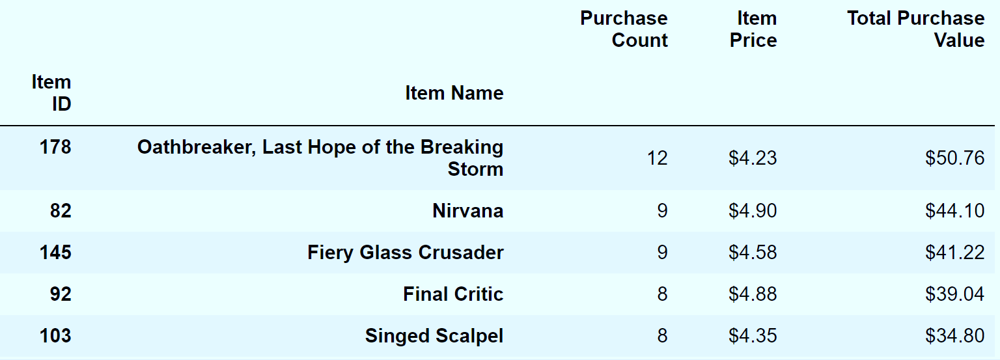 Purchase Count Item Price Total Purchase Value
Item ID Item Name
178 Oathbreaker, Last Hope of the Breaking Storm 12 $4.23 $50.76
82 Nirvana 9 $4.90 $44.10
145 Fiery Glass Crusader 9 $4.58 $41.22
92 Final Critic 8 $4.88 $39.04
103 Singed Scalpel 8 $4.35 $34.80